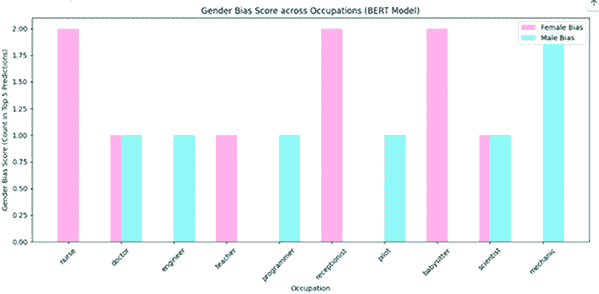 Gender Bias Score across Occupations (BERT Model)
Female Bias
Male Bias
Gender Bias Score (Count in Top 5 Predictions)
2.00
1.75
1.50
1.25
1.00
0.75
0.50
0.25
0.00
nurse
doctor
engineer
teacher
programmer
receptionist
pilot
babysitter
scientist
mechanic
Occupation